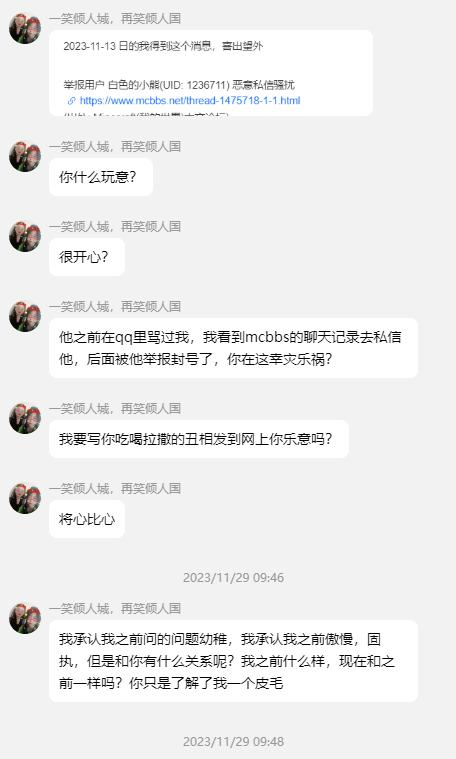 一笑倾人城，再笑倾人国
2023-11-13 日的我得到这个消息，喜出望外
举报用户 白色的小熊(UID: 1236711) 恶意私信骚扰
https://www.mcbbs.net/thread-1475718-1-1.html
一笑倾人城，再笑倾人国
你什么玩意？
一笑倾人城，再笑倾人国
很开心？
一笑倾人城，再笑倾人国
他之前在qq里骂过我，我看到mcbbs的聊天记录去私信
他，后面被他举报封号了，你在这幸灾乐祸？
一笑倾人城，再笑倾人国
我要写你吃喝拉撒的丑相发到网上你乐意吗？
一笑倾人城，再笑倾人国
将心比心
2023/11/29 09:46
一笑倾人城，再笑倾人国
我承认我之前问的问题幼稚，我承认我之前傲慢，固
执，但是和你有什么关系呢？我之前什么样，现在和之
前一样吗？你只是了解了我一个皮毛
2023/11/29 09:48